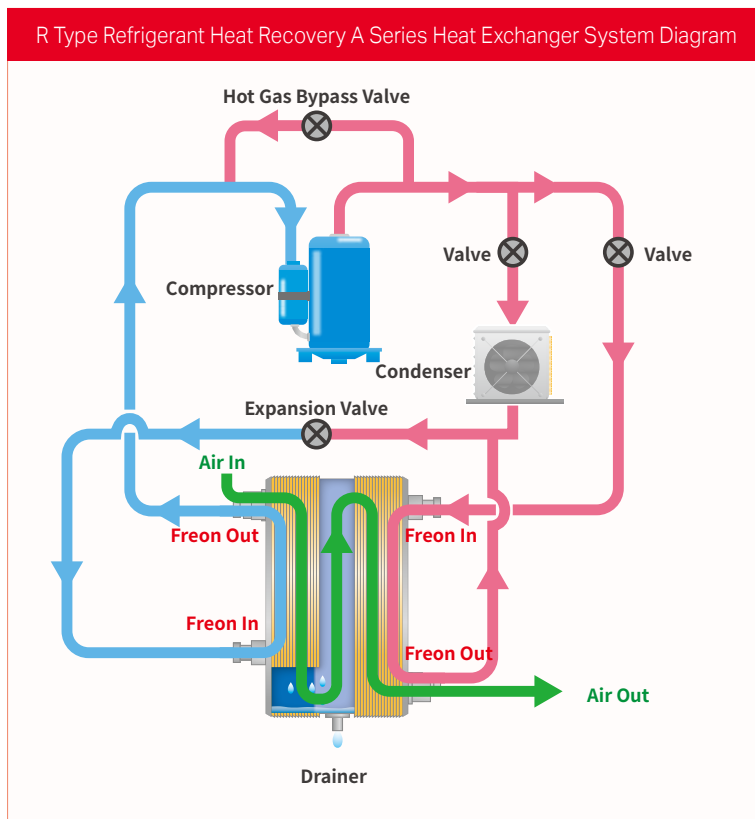 R Type Refrigerant Heat Recovery A Series Heat Exchanger System Diagram
Hot Gas Bypass Valve
Valve
Valve
Compressor
Condenser
Expansion Valve
Air In
Freon Out
Freon In
Freon In
Freon Out
Air Out
Drainer